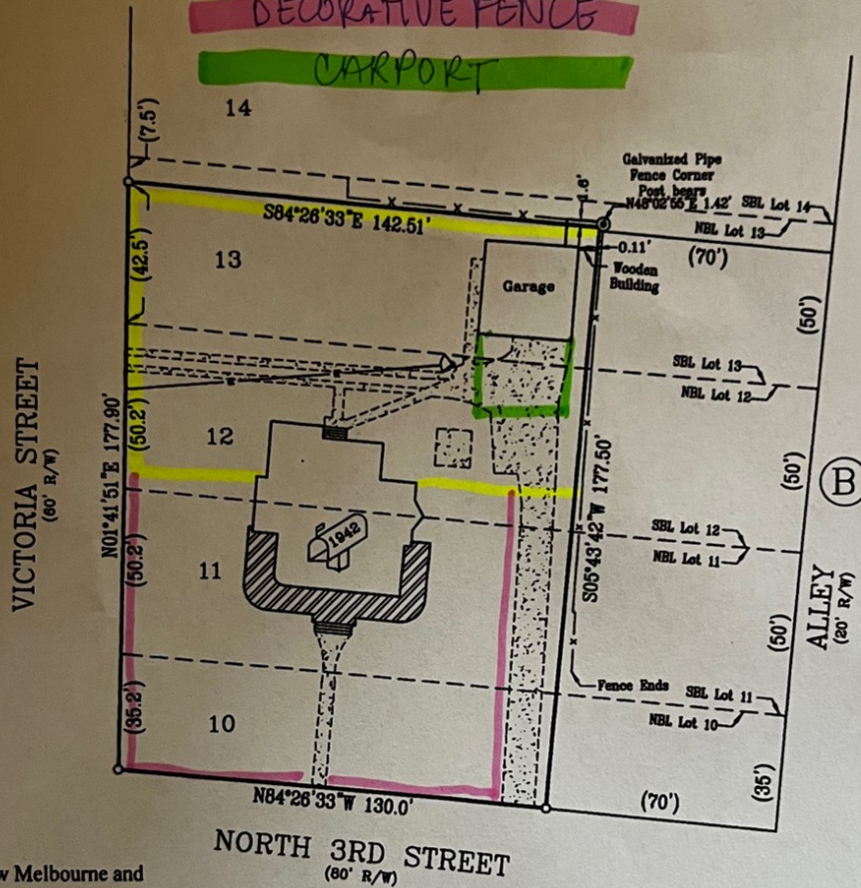 DECORATIVE FENCE
CARPORT
14
(7.5')
Galvanized Pipe
Fence Corner
Post bears
N48°02'55"E 1.42'
SBL Lot 14
NBL Lot 13
S84°26'33"E 142.51'
0.11'
Wooden
Building
(70')
(42.5')
13
Garage
(50')
SBL Lot 13
NBL Lot 12
VICTORIA STREET
(60' R/W)
N01°41'51"E 177.90'
(50.2')
12
S05°43'42"W 177.50'
(50')
B
SBL Lot 12
NBL Lot 11
1942
(50.2')
11
(50')
ALLEY
(20' R/W)
Fence Ends
SBL Lot 11
NBL Lot 10
(35.2')
10
(35')
N84°26'33"W 130.0'
(70')
NORTH 3RD STREET
(80' R/W)
w Melbourne and